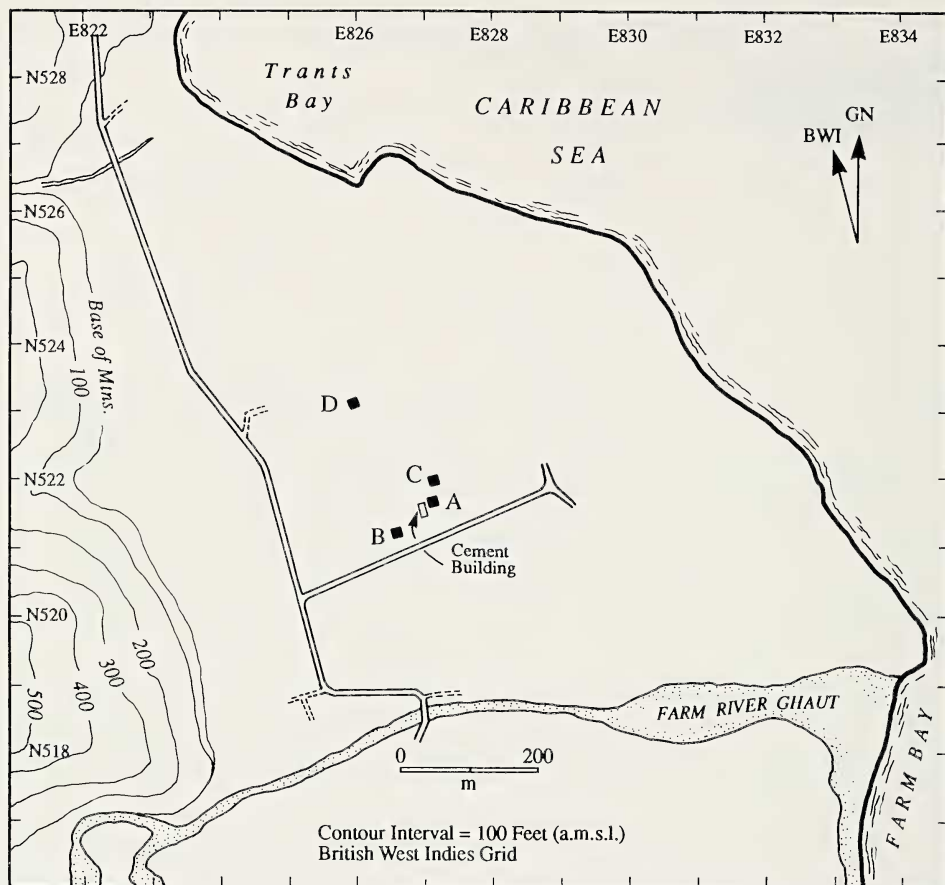 E822
E826
E828
E830
E832
E834
N528
Trants
Bay
CARIBBEAN
SEA
GN
BWI
N526
N524
Base of Mtns.
100
D
N522
C
A
B
Cement
Building
N520
200
300
400
500
N518
FARM RIVER GHAUT
FARM BAY
0
200
m
Contour Interval = 100 Feet (a.m.s.l.)
British West Indies Grid